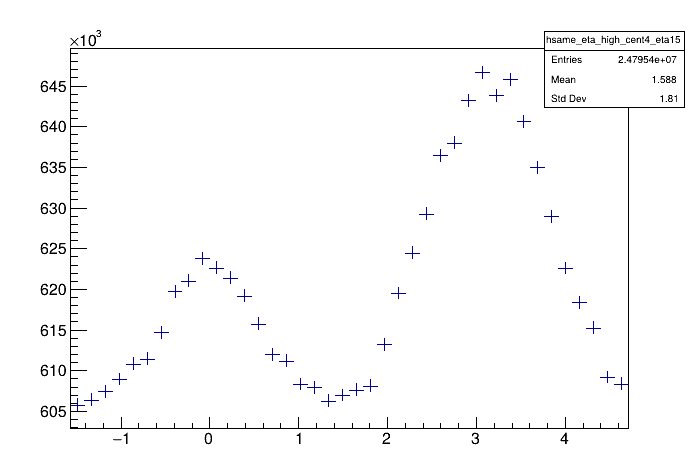 ×10³
hsame_eta_high_cent4_eta15
Entries 2.47954e+07
Mean 1.588
Std Dev 1.81
645
640
635
630
625
620
615
610
605
−1 0 1 2 3 4